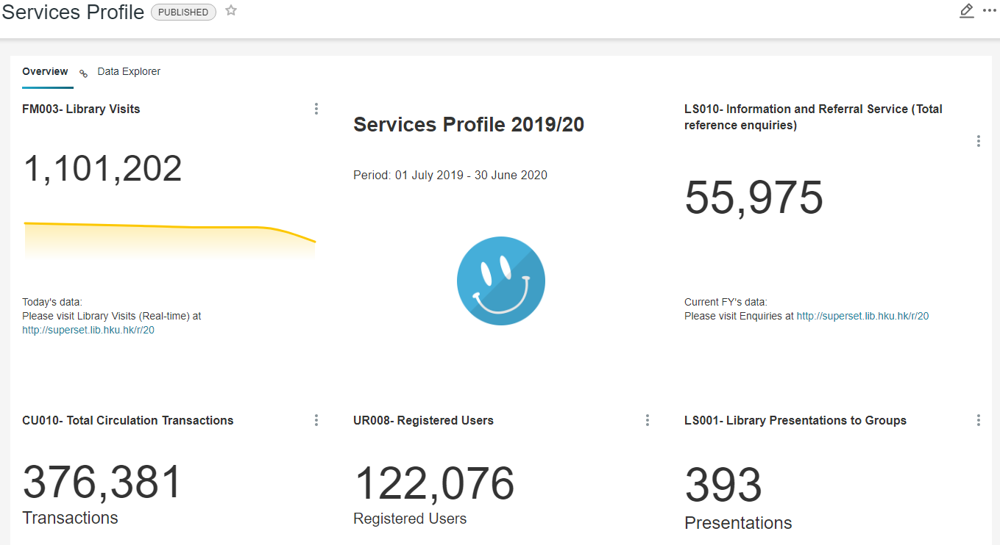 Services Profile
PUBLISHED
Overview
Data Explorer
FM003- Library Visits
1,101,202
Today's data:
Please visit Library Visits (Real-time) at
http://superset.lib.hku.hk/r/20
Services Profile 2019/20
Period: 01 July 2019 - 30 June 2020
LS010- Information and Referral Service (Total
reference enquiries)
55,975
Current FY's data:
Please visit Enquiries at http://superset.lib.hku.hk/r/20
CU010- Total Circulation Transactions
376,381
Transactions
UR008- Registered Users
122,076
Registered Users
LS001- Library Presentations to Groups
393
Presentations